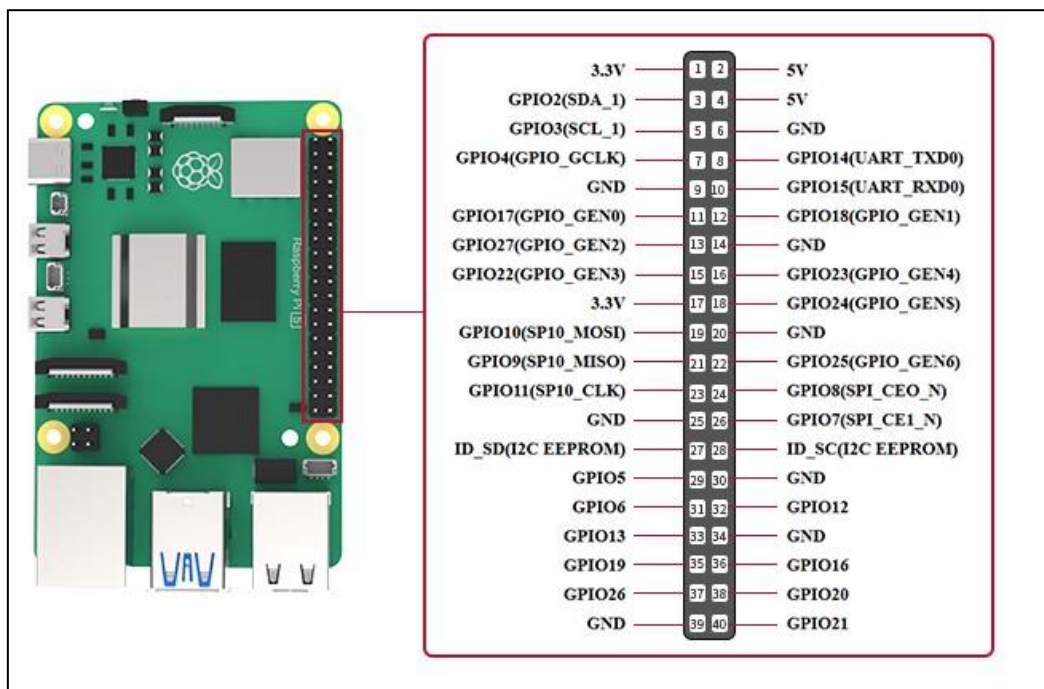 3.3V 1 2 5V
GPIO2(SDA_1) 3 4 5V
GPIO3(SCL_1) 5 6 GND
GPIO4(GPIO_GCLK) 7 8 GPIO14(UART_TXD0)
GND 9 10 GPIO15(UART_RXD0)
GPIO17(GPIO_GEN0) 11 12 GPIO18(GPIO_GEN1)
GPIO27(GPIO_GEN2) 13 14 GND
GPIO22(GPIO_GEN3) 15 16 GPIO23(GPIO_GEN4)
3.3V 17 18 GPIO24(GPIO_GENS)
GPIO10(SP10_MOSI) 19 20 GND
GPIO9(SP10_MISO) 21 22 GPIO25(GPIO_GEN6)
GPIO11(SP10_CLK) 23 24 GPIO8(SPI_CEO_N)
GND 25 26 GPIO7(SPI_CE1_N)
ID_SD(I2C EEPROM) 27 28 ID_SC(I2C EEPROM)
GPIO5 29 30 GND
GPIO6 31 32 GPIO12
GPIO13 33 34 GND
GPIO19 35 36 GPIO16
GPIO26 37 38 GPIO20
GND 39 40 GPIO21
Raspberry Pi 5